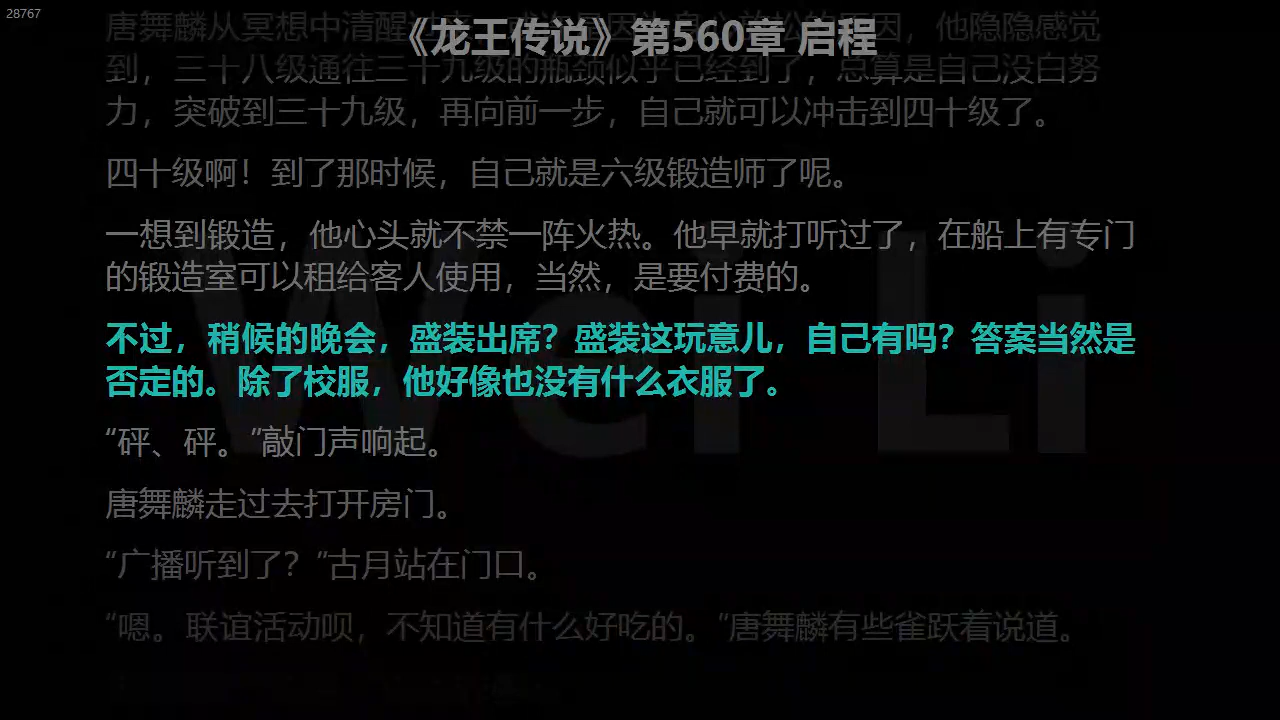 28767
《龙王传说》第560章 启程
唐舞麟从冥想中清醒过
因，他隐隐感觉
到，三十八级通往三十九级的瓶颈似乎已经到了，总算是自己没白努
力，突破到三十九级，再向前一步，自己就可以冲击到四十级了。
四十级啊！到了那时候，自己就是六级锻造师了呢。
一想到锻造，他心头就不禁一阵火热。他早就打听过了，在船上有专门
的锻造室可以租给客人使用，当然，是要付费的。
不过，稍候的晚会，盛装出席？盛装这玩意儿，自己有吗？答案当然是
否定的。除了校服，他好像也没有什么衣服了。
“砰、砰。”敲门声响起。
唐舞麟走过去打开房门。
“广播听到了？”古月站在门口。
“嗯。联谊活动呗，不知道有什么好吃的。”唐舞麟有些雀跃着说道。
Wei Li